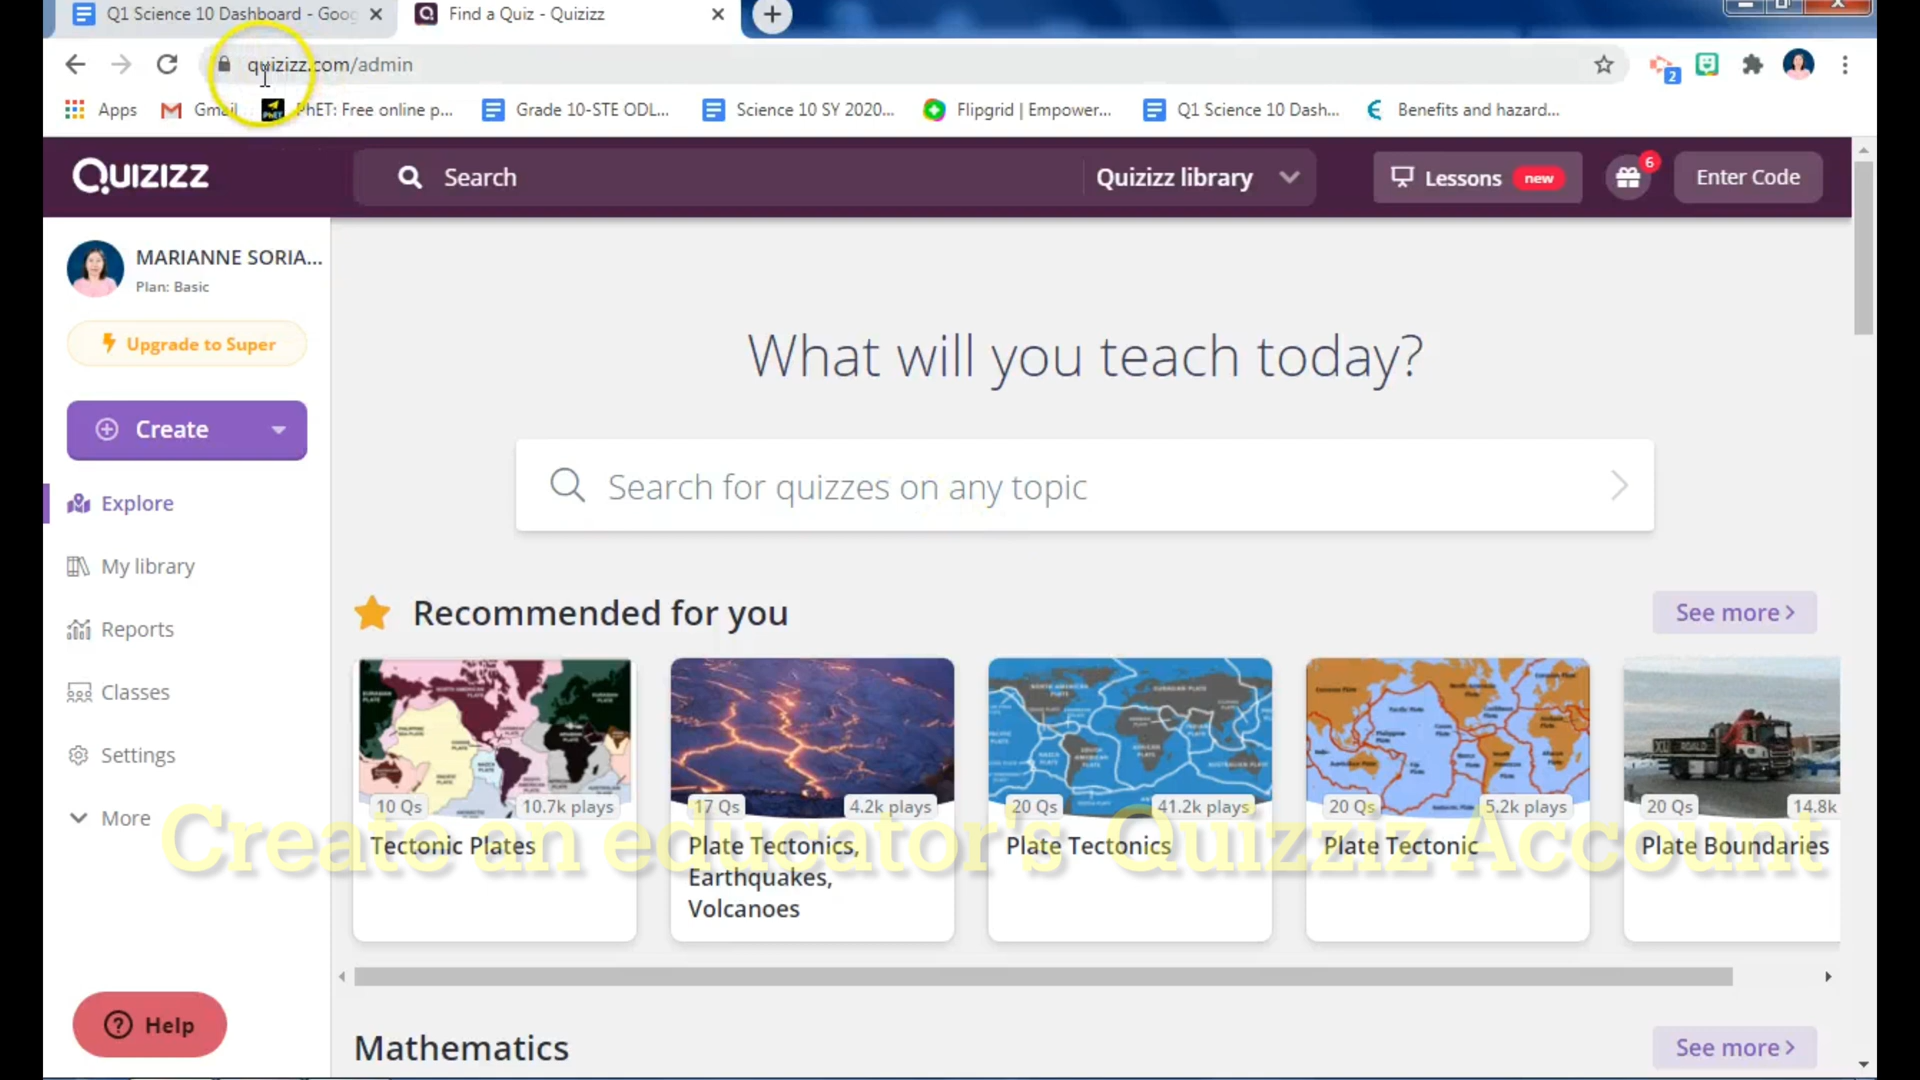 Q1 Science 10 Dashboard - Goo
Find a Quiz - Quizizz
quizizz.com/admin
2
Apps
Gmail
PhET: Free online p...
Grade 10-STE ODL...
Science 10 SY 2020...
Flipgrid | Empower...
Q1 Science 10 Dash...
Benefits and hazard...
Quizizz
Search
Quizizz library
Lessons new
6
Enter Code
MARIANNE SORIA...
Plan: Basic
Upgrade to Super
Create
Explore
My library
Reports
Classes
Settings
More
Help
What will you teach today?
Search for quizzes on any topic
Recommended for you
See more >
10 Qs 10.7k plays
Tectonic Plates
17 Qs 4.2k plays
Plate Tectonics,
Earthquakes,
Volcanoes
20 Qs 41.2k plays
Plate Tectonics
20 Qs 5.2k plays
Plate Tectonic
20 Qs 14.8k
Plate Boundaries
Create an educator's Quizziz Account
Mathematics
See more >